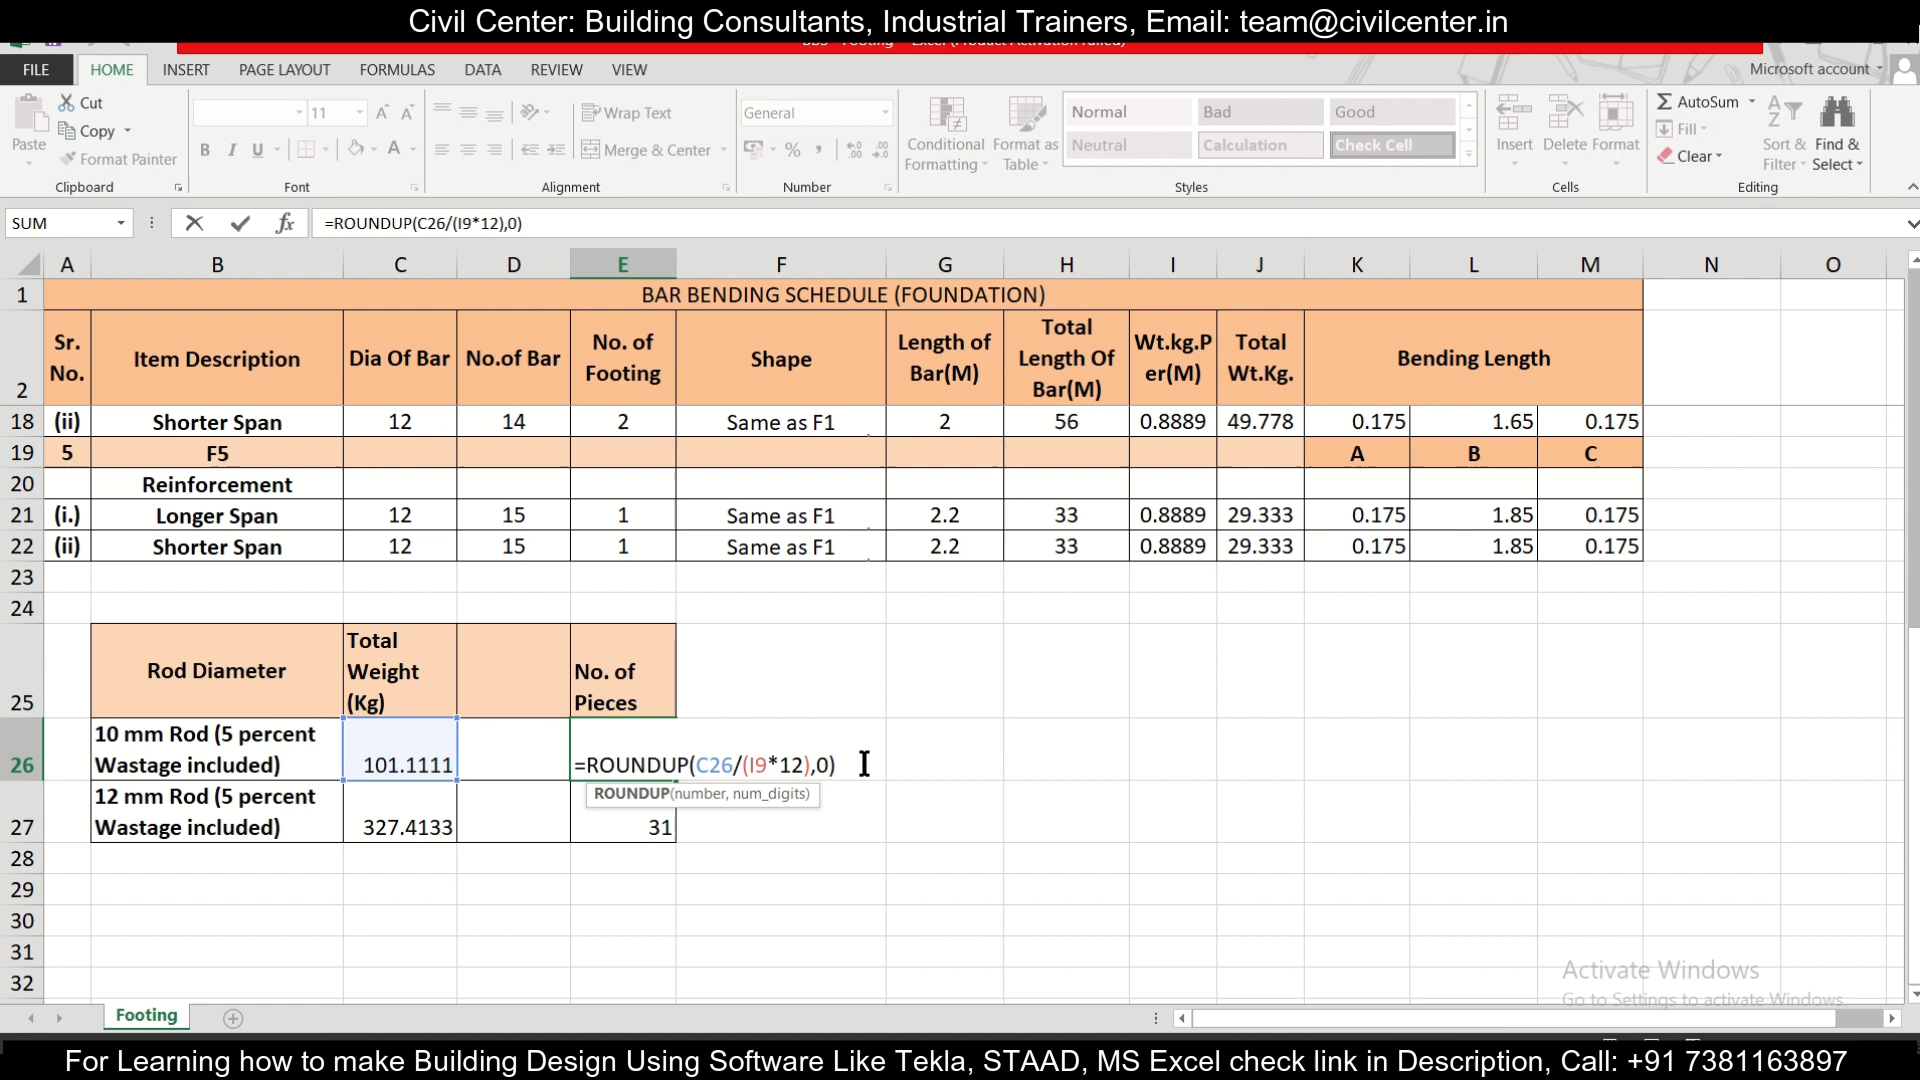 Civil Center: Building Consultants, Industrial Trainers, Email: team@civilcenter.in
FILE HOME INSERT PAGE LAYOUT FORMULAS DATA REVIEW VIEW Microsoft account
Cut
Copy
Format Painter
Paste
Clipboard
11
B I U
A
Font
Wrap Text
Merge & Center
Alignment
General
%
Number
Conditional Formatting
Format as Table
Normal Bad Good
Neutral Calculation Check Cell
Styles
Insert Delete Format
Cells
AutoSum
Fill
Clear
Sort & Filter
Find & Select
Editing
SUM fx =ROUNDUP(C26/(I9*12),0)
A B C D E F G H I J K L M N O
1 BAR BENDING SCHEDULE (FOUNDATION)
2 Sr. No. Item Description Dia Of Bar No.of Bar No. of Footing Shape Length of Bar(M) Total Length Of Bar(M) Wt.kg.P er(M) Total Wt.Kg. Bending Length
18 (ii) Shorter Span 12 14 2 Same as F1 2 56 0.8889 49.778 0.175 1.65 0.175
19 5 F5 A B C
20 Reinforcement
21 (i.) Longer Span 12 15 1 Same as F1 2.2 33 0.8889 29.333 0.175 1.85 0.175
22 (ii) Shorter Span 12 15 1 Same as F1 2.2 33 0.8889 29.333 0.175 1.85 0.175
23
24
25 Rod Diameter Total Weight (Kg) No. of Pieces
26 10 mm Rod (5 percent Wastage included) 101.1111 =ROUNDUP(C26/(I9*12),0)
ROUNDUP(number, num_digits)
27 12 mm Rod (5 percent Wastage included) 327.4133 31
28
29
30
31
32
Activate Windows
Go to Settings to activate Windows.
Footing
For Learning how to make Building Design Using Software Like Tekla, STAAD, MS Excel check link in Description, Call: +91 7381163897